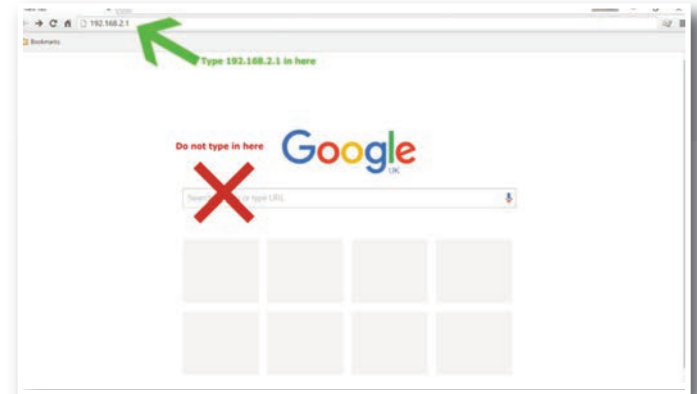 192.168.2.1
Bookmarks
Type 192.168.2.1 in here
Do not type in here
Google
UK
or type URL